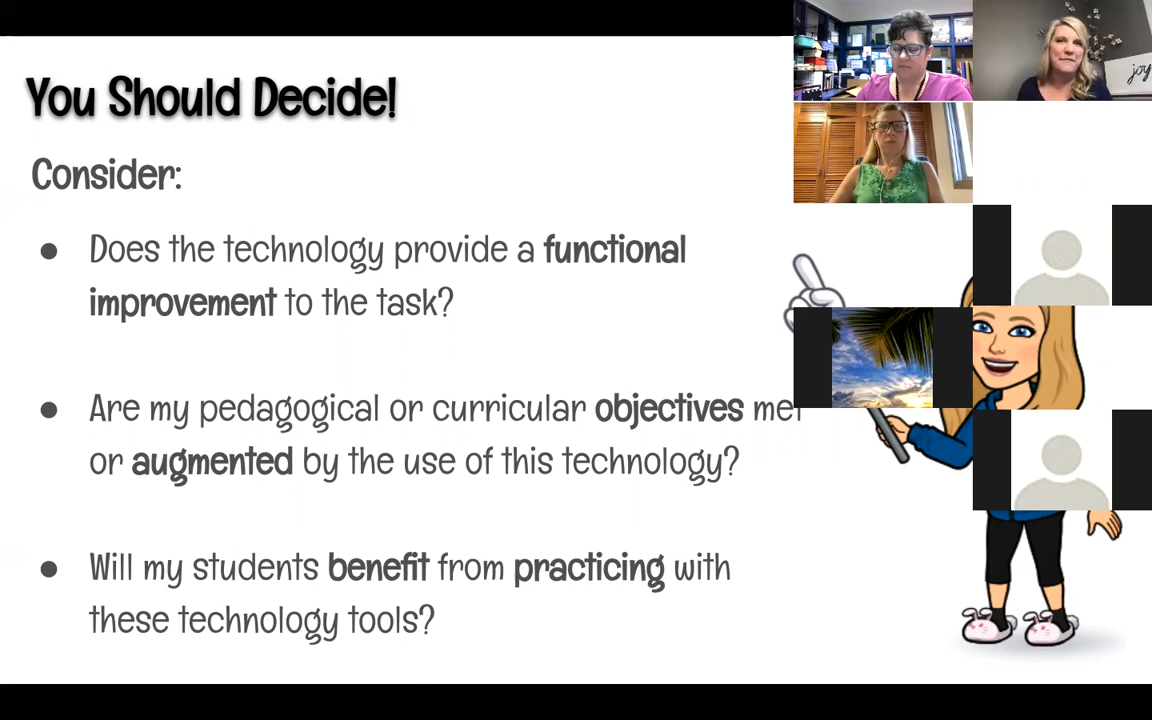 You Should Decide!
Consider:
● Does the technology provide a functional
improvement to the task?
● Are my pedagogical or curricular objectives met
or augmented by the use of this technology?
● Will my students benefit from practicing with
these technology tools?
joy